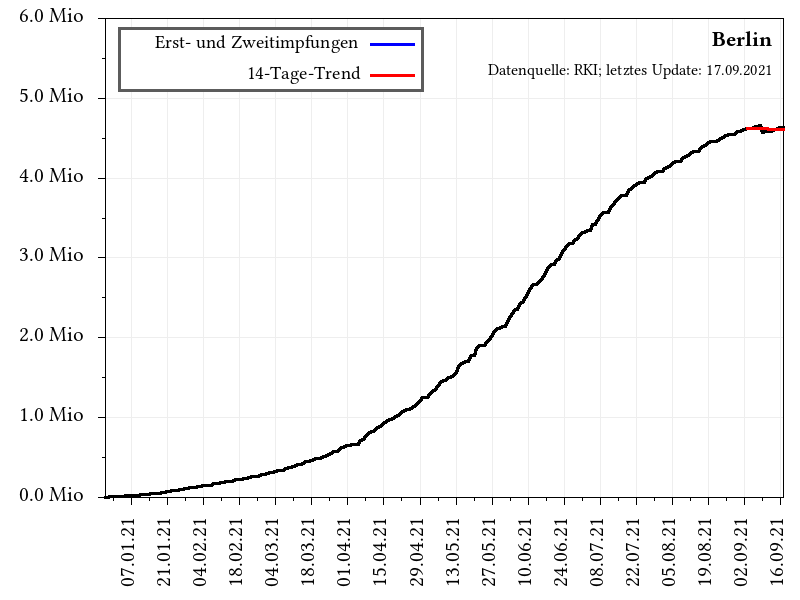 6.0 Mio
5.0 Mio
4.0 Mio
3.0 Mio
2.0 Mio
1.0 Mio
0.0 Mio
Erst- und Zweitimpfungen
14-Tage-Trend
Berlin
Datenquelle: RKI; letztes Update: 17.09.2021
07.01.21
21.01.21
04.02.21
18.02.21
04.03.21
18.03.21
01.04.21
15.04.21
29.04.21
13.05.21
27.05.21
10.06.21
24.06.21
08.07.21
22.07.21
05.08.21
19.08.21
02.09.21
16.09.21